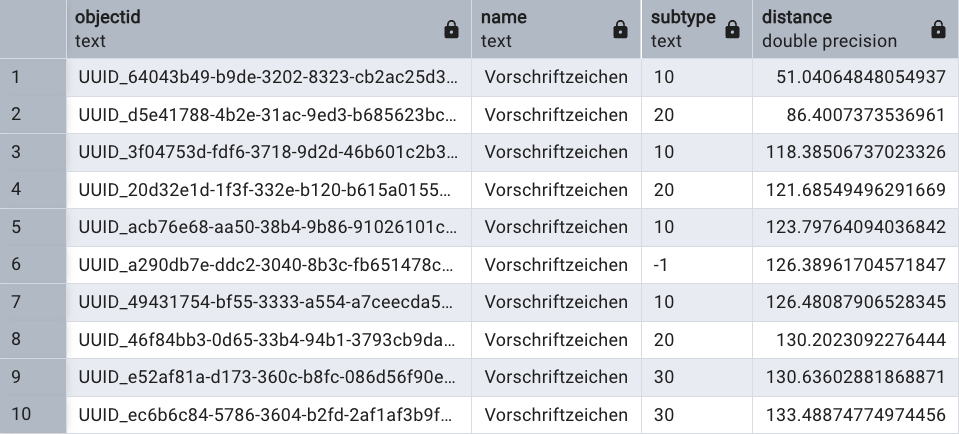 objectid name subtype distance
text text text double precision
1 UUID_64043b49-b9de-3202-8323-cb2ac25d3... Vorschriftzeichen 10 51.04064848054937
2 UUID_d5e41788-4b2e-31ac-9ed3-b685623bc... Vorschriftzeichen 20 86.4007373536961
3 UUID_3f04753d-fdf6-3718-9d2d-46b601c2b3... Vorschriftzeichen 10 118.38506737023326
4 UUID_20d32e1d-1f3f-332e-b120-b615a0155... Vorschriftzeichen 20 121.68549496291669
5 UUID_acb76e68-aa50-38b4-9b86-91026101c... Vorschriftzeichen 10 123.79764094036842
6 UUID_a290db7e-ddc2-3040-8b3c-fb651478c... Vorschriftzeichen -1 126.38961704571847
7 UUID_49431754-bf55-3333-a554-a7ceecda5... Vorschriftzeichen 10 126.48087906528345
8 UUID_46f84bb3-0d65-33b4-94b1-3793cb9da... Vorschriftzeichen 20 130.2023092276444
9 UUID_e52af81a-d173-360c-b8fc-086d56f90e... Vorschriftzeichen 30 130.63602881868871
10 UUID_ec6b6c84-5786-3604-b2fd-2af1af3b9f... Vorschriftzeichen 30 133.48874774974456